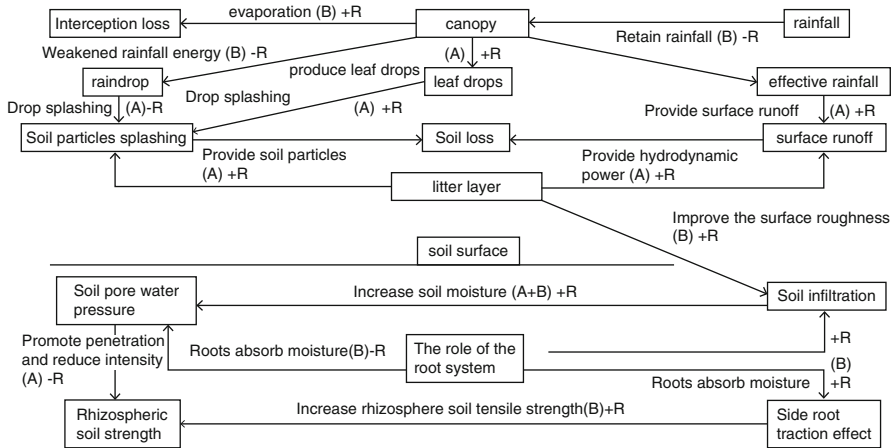 evaporation (B) +R
Interception loss
canopy
rainfall
Retain rainfall (B) -R
Weakened rainfall energy (B) -R
(A) +R
produce leaf drops
raindrop
leaf drops
effective rainfall
Drop splashing (A)-R
Drop splashing
(A) +R
Provide surface runoff (A) +R
Soil particles splashing
Soil loss
surface runoff
Provide soil particles
(A) +R
Provide hydrodynamic
power (A) +R
litter layer
Improve the surface roughness
(B) +R
soil surface
Soil pore water
pressure
Increase soil moisture (A+B) +R
Soil infiltration
Promote penetration
and reduce intensity
(A) -R
Roots absorb moisture(B)-R
The role of the
root system
+R
(B)
Roots absorb moisture +R
Rhizospheric
soil strength
Increase rhizosphere soil tensile strength(B)+R
Side root
traction effect